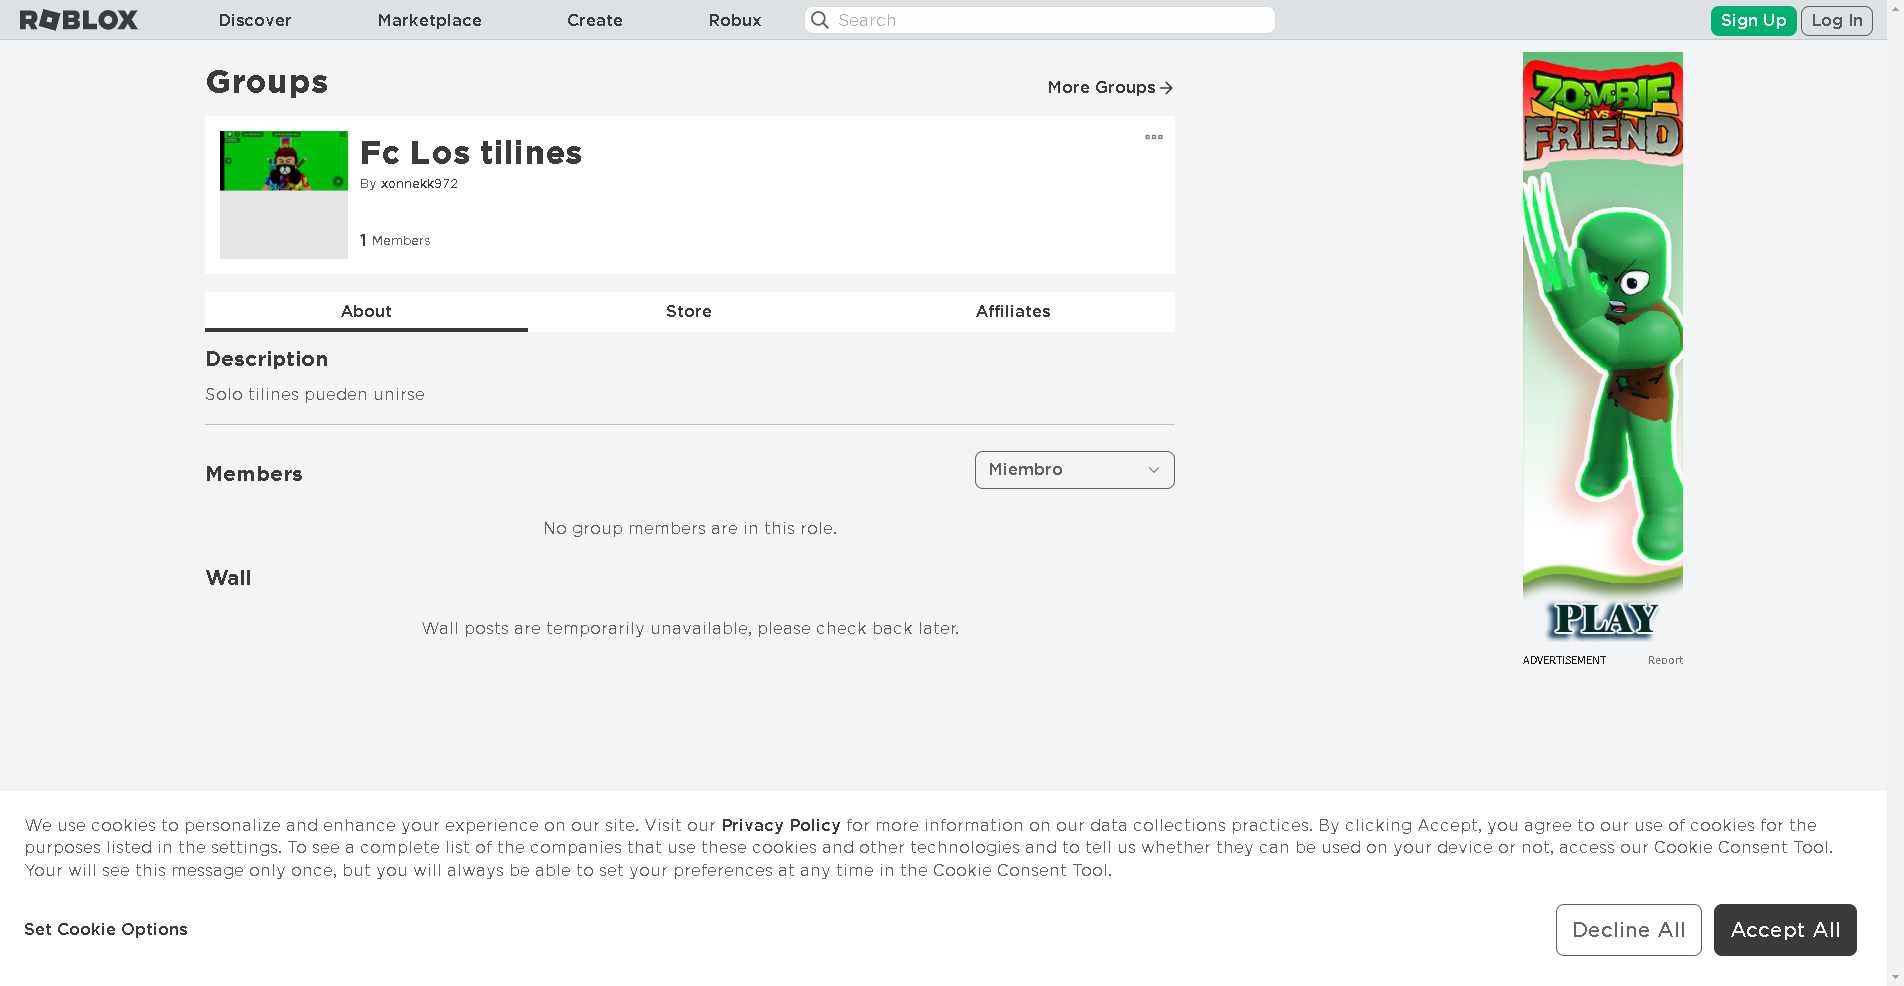 ROBLOX
Discover
Marketplace
Create
Robux
Search
Sign Up
Log In
Groups
More Groups
Fc Los tilines
By xonnekk972
1 Members
About
Store
Affiliates
Description
Solo tilines pueden unirse
Members
Miembro
No group members are in this role.
Wall
Wall posts are temporarily unavailable, please check back later.
ZOMBIE
VS
FRIEND
PLAY
ADVERTISEMENT
Report
We use cookies to personalize and enhance your experience on our site. Visit our Privacy Policy for more information on our data collections practices. By clicking Accept, you agree to our use of cookies for the
purposes listed in the settings. To see a complete list of the companies that use these cookies and other technologies and to tell us whether they can be used on your device or not, access our Cookie Consent Tool.
Your will see this message only once, but you will always be able to set your preferences at any time in the Cookie Consent Tool.
Set Cookie Options
Decline All
Accept All